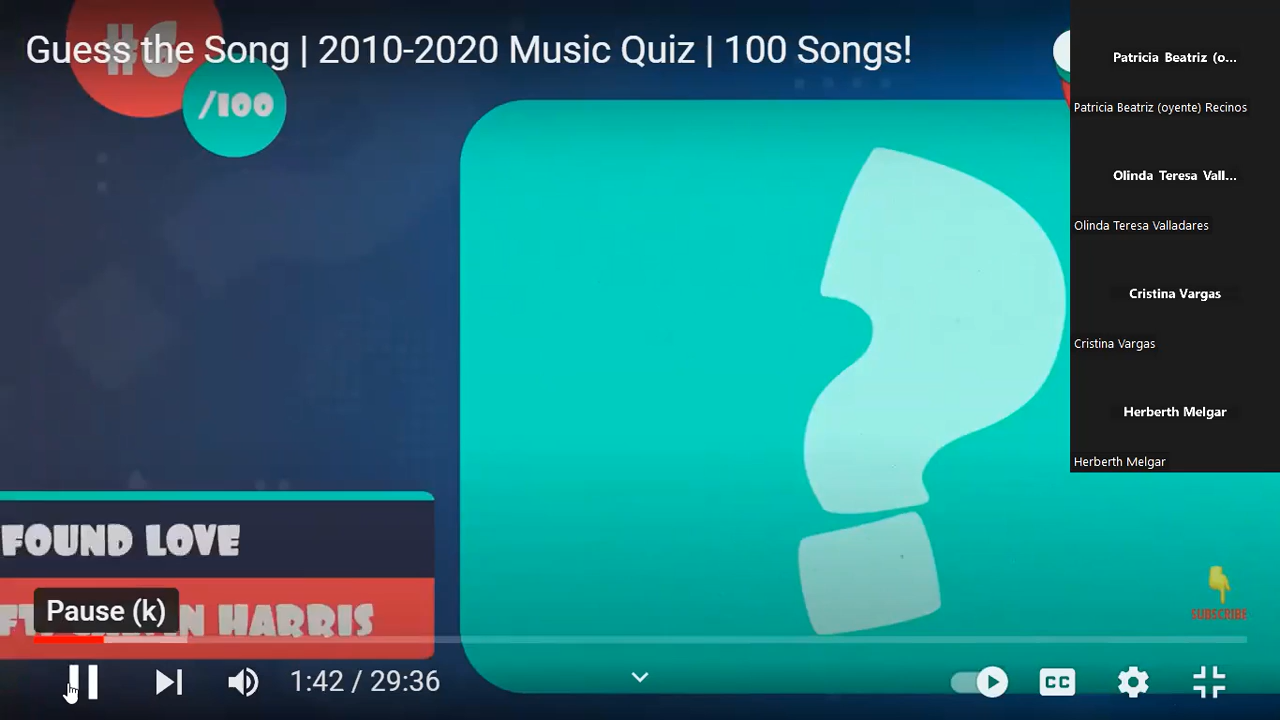 Guess the Song | 2010-2020 Music Quiz | 100 Songs!
#6
/100
Patricia Beatriz (o...
Patricia Beatriz (oyente) Recinos
Olinda Teresa Vall...
Olinda Teresa Valladares
Cristina Vargas
Cristina Vargas
Herberth Melgar
Herberth Melgar
?
FOUND LOVE
HARRIS
Pause (k)
SUBSCRIBE
1:42 / 29:36
CC